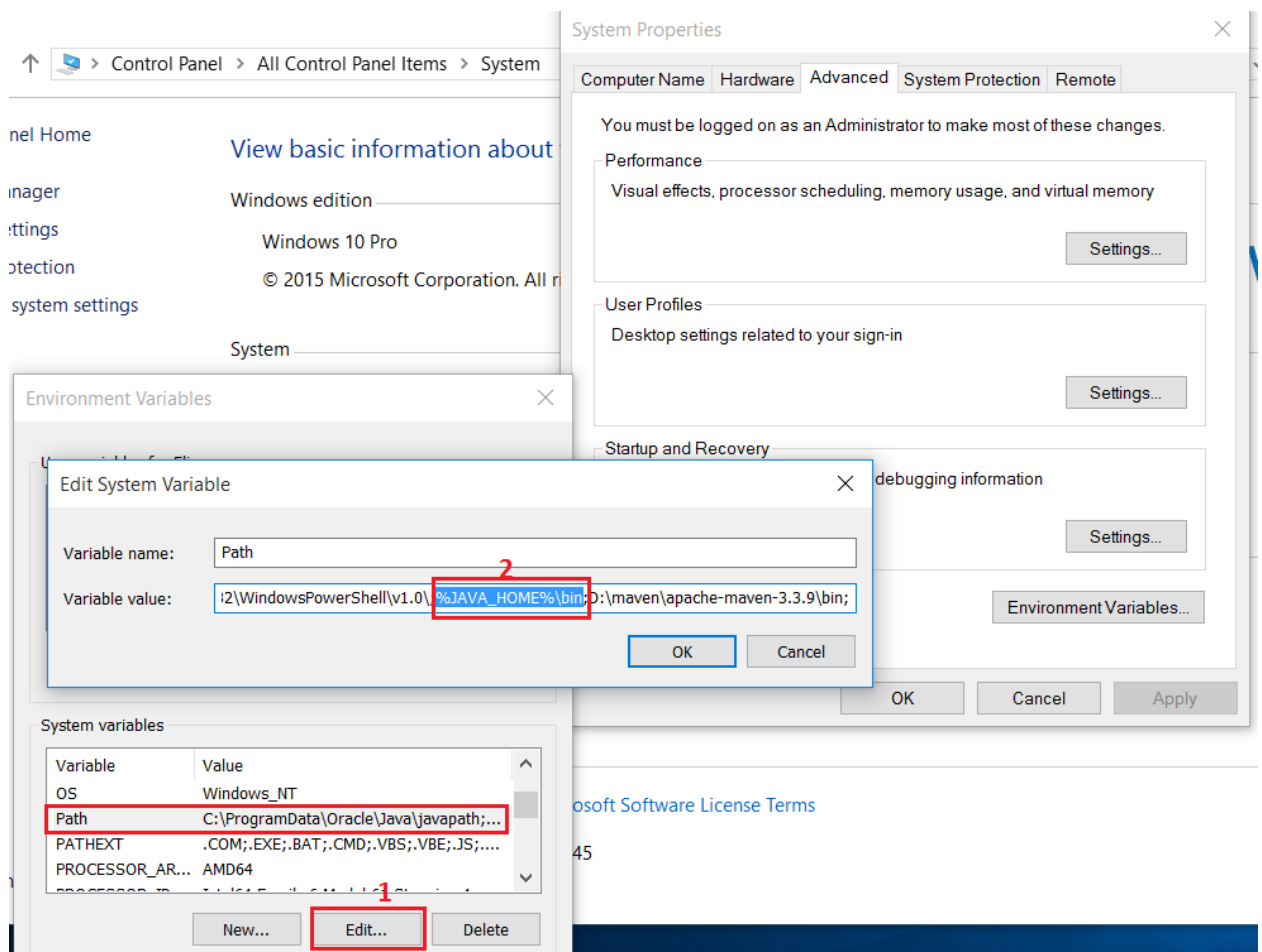 System Properties
Control Panel > All Control Panel Items > System
Computer Name Hardware Advanced System Protection Remote
You must be logged on as an Administrator to make most of these changes.
Performance
Visual effects, processor scheduling, memory usage, and virtual memory
Settings...
User Profiles
Desktop settings related to your sign-in
Settings...
Startup and Recovery
debugging information
Settings...
Environment Variables...
OK Cancel Apply
nel Home
nager
ettings
otection
system settings
View basic information about
Windows edition
Windows 10 Pro
© 2015 Microsoft Corporation. All ri
System
Environment Variables
Edit System Variable
Variable name: Path
2
Variable value: 32\WindowsPowerShell\v1.0\;%JAVA_HOME%\bin;D:\maven\apache-maven-3.3.9\bin;
OK Cancel
System variables
Variable Value
OS Windows_NT
Path C:\ProgramData\Oracle\Java\javapath;...
PATHEXT .COM;.EXE;.BAT;.CMD;.VBS;.VBE;.JS;....
PROCESSOR_AR... AMD64
1
New... Edit... Delete
osoft Software License Terms
45